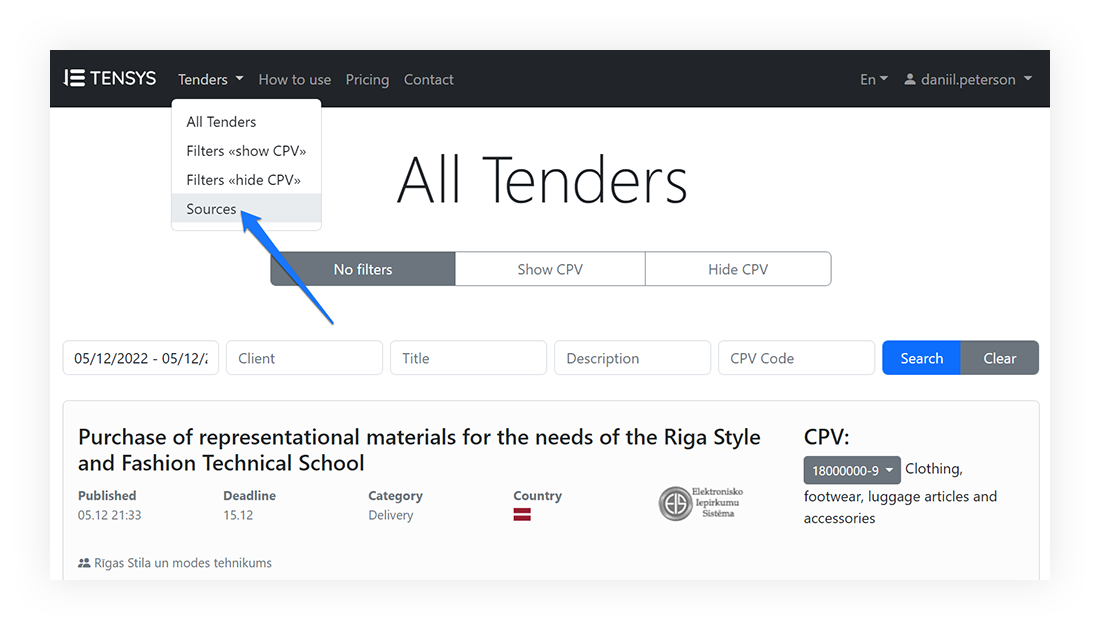 TENSYS Tenders How to use Pricing Contact En daniil.peterson
All Tenders
Filters «show CPV»
Filters «hide CPV»
Sources
All Tenders
No filters Show CPV Hide CPV
05/12/2022 - 05/12/ Client Title Description CPV Code Search Clear
Purchase of representational materials for the needs of the Riga Style
and Fashion Technical School
Published Deadline Category Country
05.12 21:33 15.12 Delivery
Elektronisko
Iepirkumu
Sistēma
Rīgas Stila un modes tehnikums
CPV:
18000000-9 Clothing,
footwear, luggage articles and
accessories